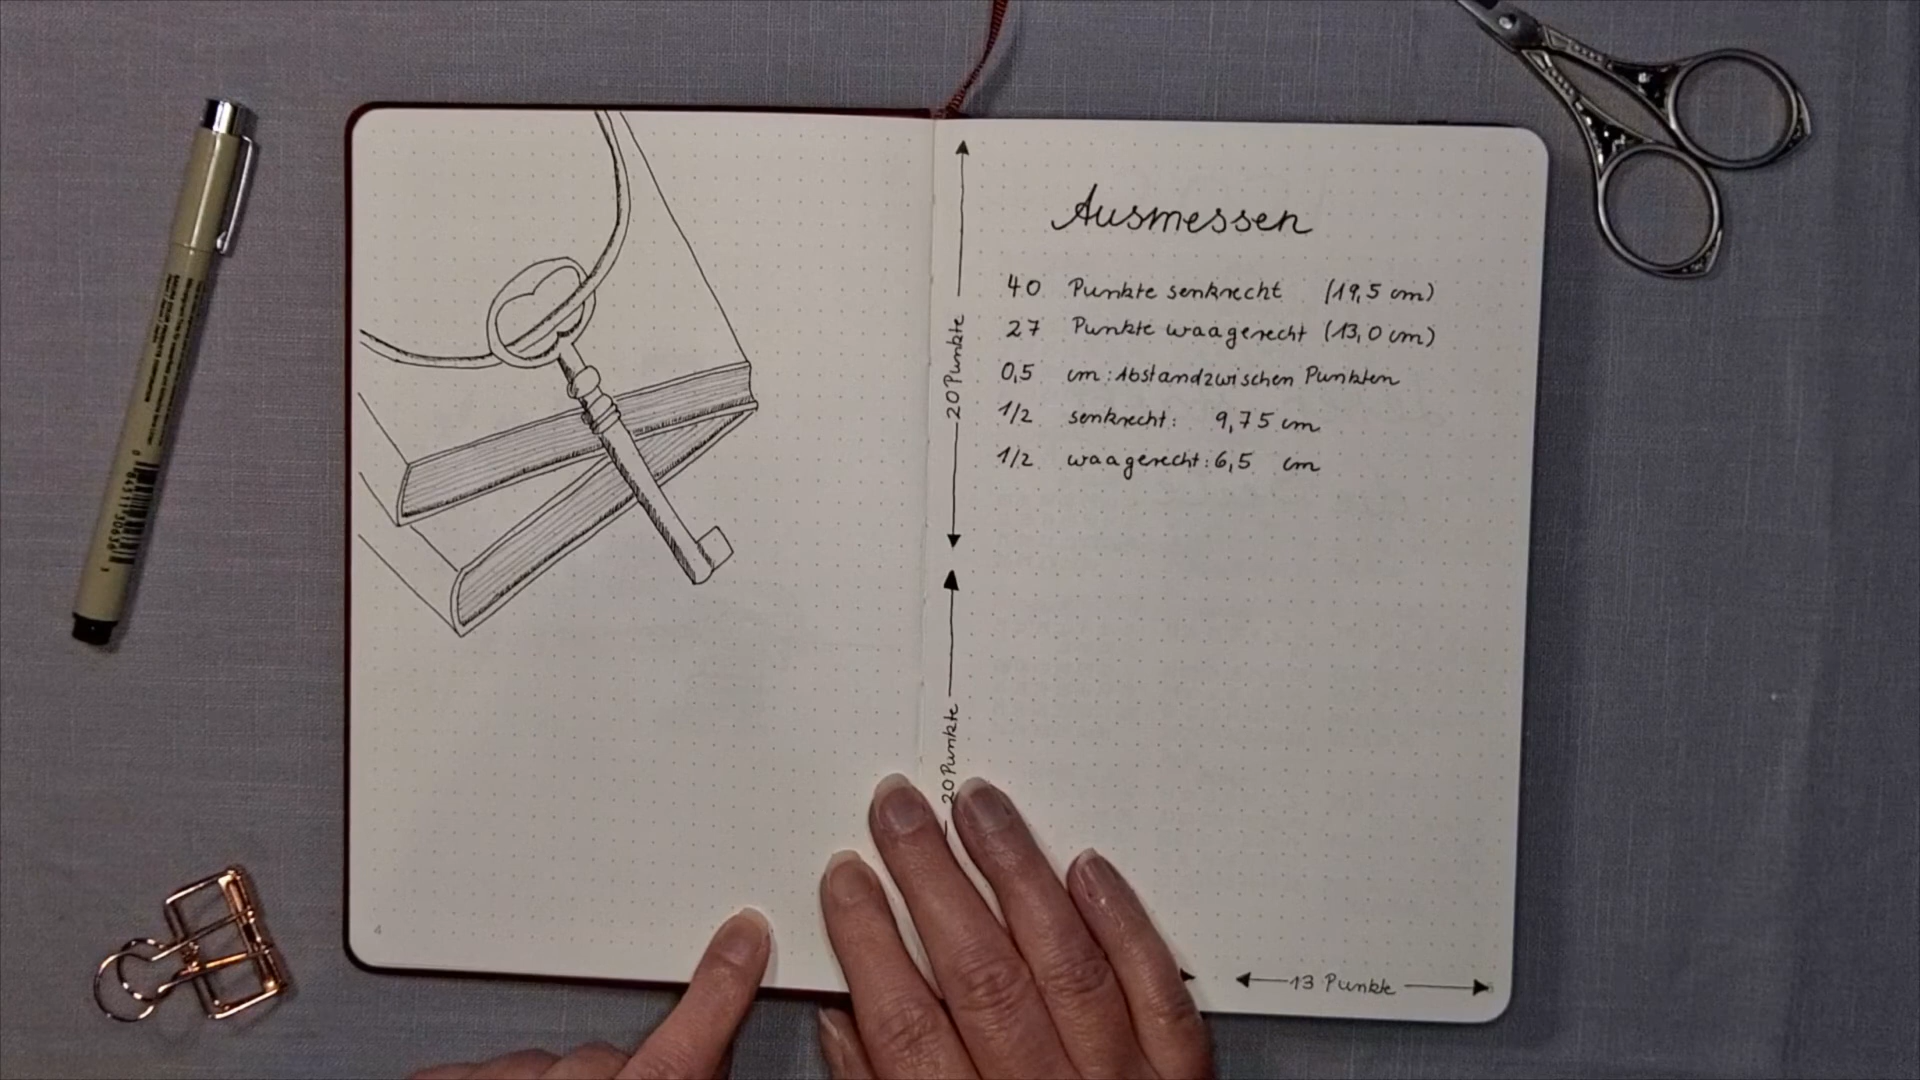 Ausmessen
40 Punkte senkrecht (19,5 cm)
27 Punkte waagerecht (13,0 cm)
0,5 cm: Abstand zwischen Punkten
1/2 senkrecht: 9,75 cm
1/2 waagerecht: 6,5 cm
20 Punkte
20 Punkte
13 Punkte
4